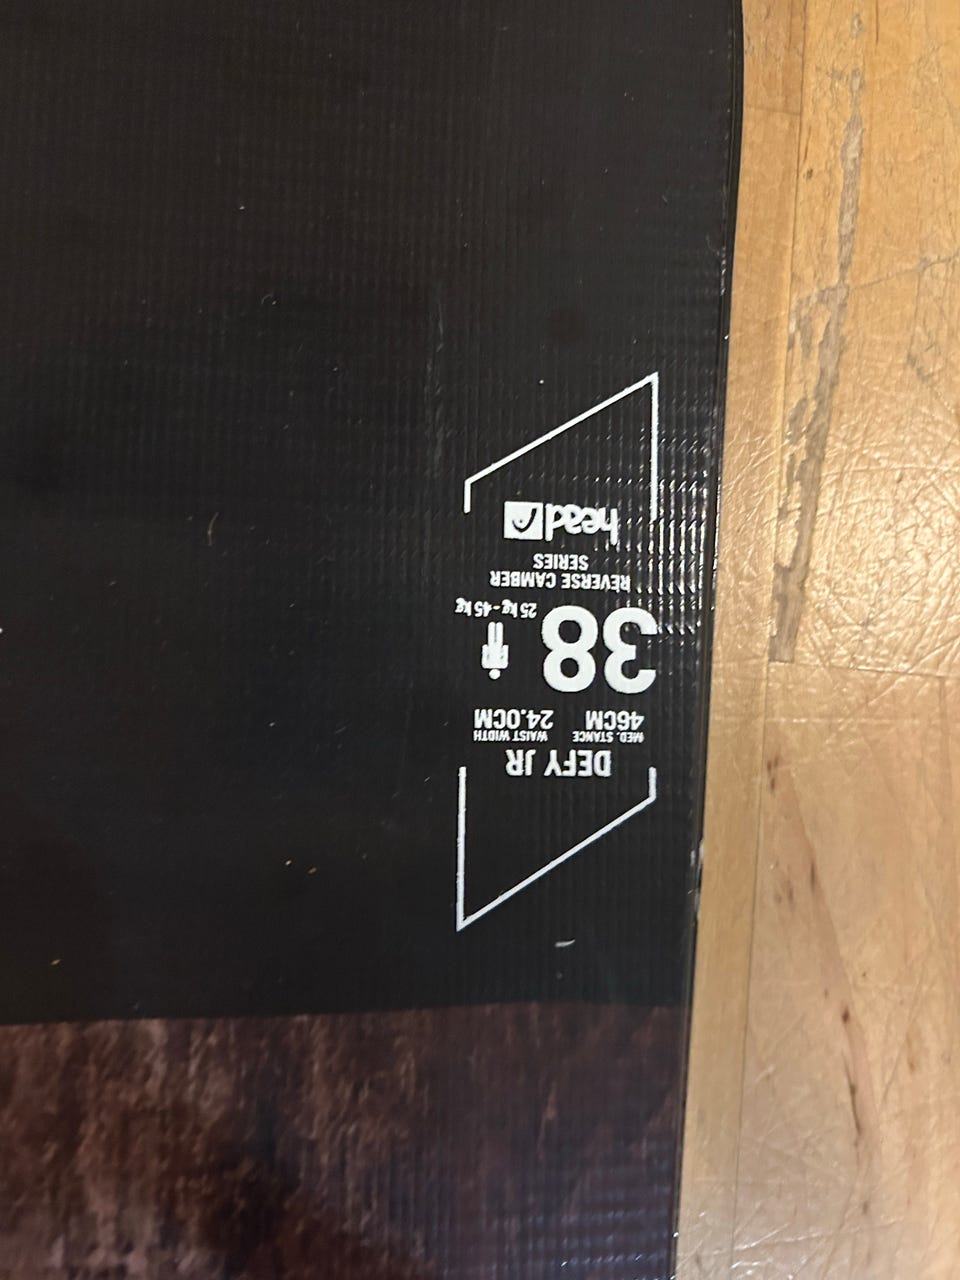 DEFY JR
MED. STANCE WAIST WIDTH
46CM 24.0CM
38
25 kg - 45 kg
REVERSE CAMBER
SERIES
head